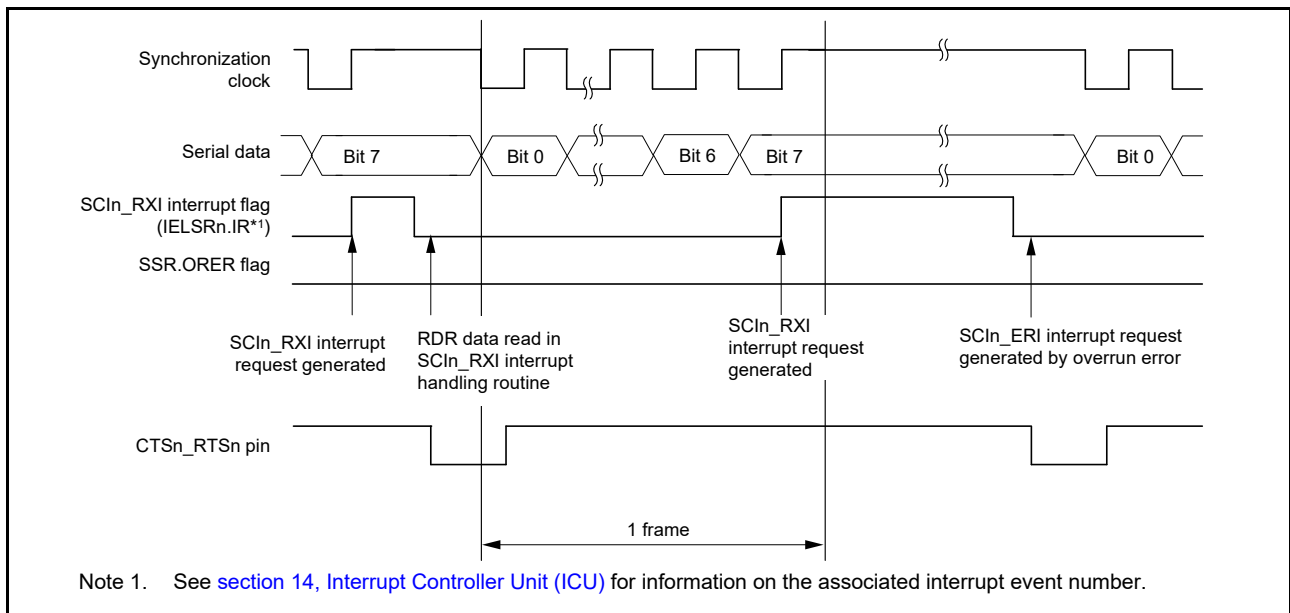 Synchronization
clock
Serial data
Bit 7
Bit 0
Bit 6
Bit 7
Bit 0
SCIn_RXI interrupt flag
(IELSRn.IR*1)
SSR.ORER flag
SCIn_RXI interrupt
request generated
RDR data read in
SCIn_RXI interrupt
handling routine
SCIn_RXI
interrupt request
generated
SCIn_ERI interrupt request
generated by overrun error
CTSn_RTSn pin
1 frame
Note 1. See section 14, Interrupt Controller Unit (ICU) for information on the associated interrupt event number.